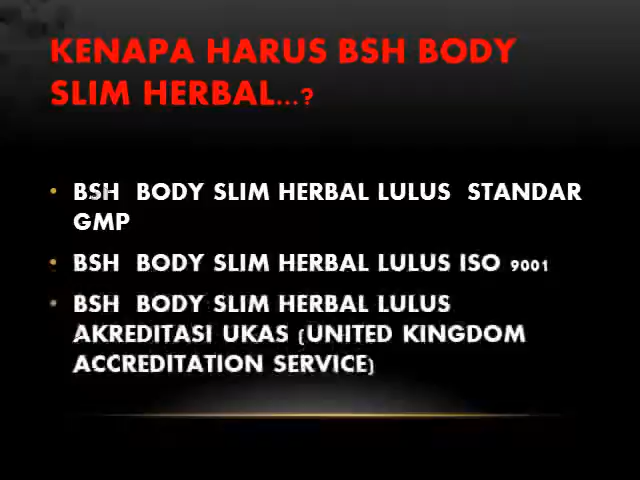 KENAPA HARUS BSH BODY
SLIM HERBAL...?
• BSH BODY SLIM HERBAL LULUS STANDAR
GMP
• BSH BODY SLIM HERBAL LULUS ISO 9001
• BSH BODY SLIM HERBAL LULUS
AKREDITASI UKAS (UNITED KINGDOM
ACCREDITATION SERVICE)